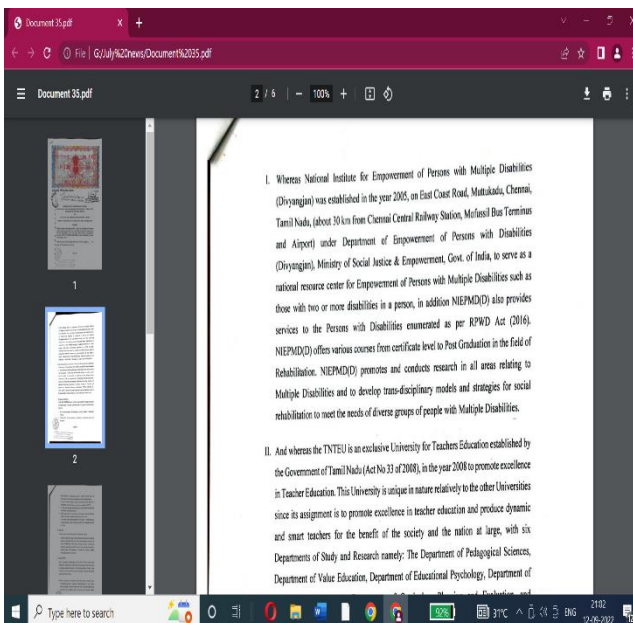 Document 35.pdf
File | G:/July%20news/Document%2035.pdf
Document 35.pdf
2 / 6
100%
1
2
I. Whereas National Institute for Empowerment of Persons with Multiple Disabilities
(Divyangjan) was established in the year 2005, on East Coast Road, Muttukadu, Chennai,
Tamil Nadu, (about 30 km from Chennai Central Railway Station, Mofussil Bus Terminus
and Airport) under Department of Empowerment of Persons with Disabilities
(Divyangjan), Ministry of Social Justice & Empowerment, Govt. of India, to serve as a
national resource center for Empowerment of Persons with Multiple Disabilities such as
those with two or more disabilities in a person, in addition NIEPMD(D) also provides
services to the Persons with Disabilities enumerated as per RPWD Act (2016).
NIEPMD(D) offers various courses from certificate level to Post Graduation in the field of
Rehabilitation. NIEPMD(D) promotes and conducts research in all areas relating to
Multiple Disabilities and to develop trans-disciplinary models and strategies for social
rehabilitation to meet the needs of diverse groups of people with Multiple Disabilities.
II. And whereas the TNTEU is an exclusive University for Teachers Education established by
the Government of Tamil Nadu (Act No 33 of 2008), in the year 2008 to promote excellence
in Teacher Education. This University is unique in nature relatively to the other Universities
since its assignment is to promote excellence in teacher education and produce dynamic
and smart teachers for the benefit of the society and the nation at large, with six
Departments of Study and Research namely: The Department of Pedagogical Sciences,
Department of Value Education, Department of Educational Psychology, Department of
Type here to search
92%
31°C
ENG
21:02
12-09-2022